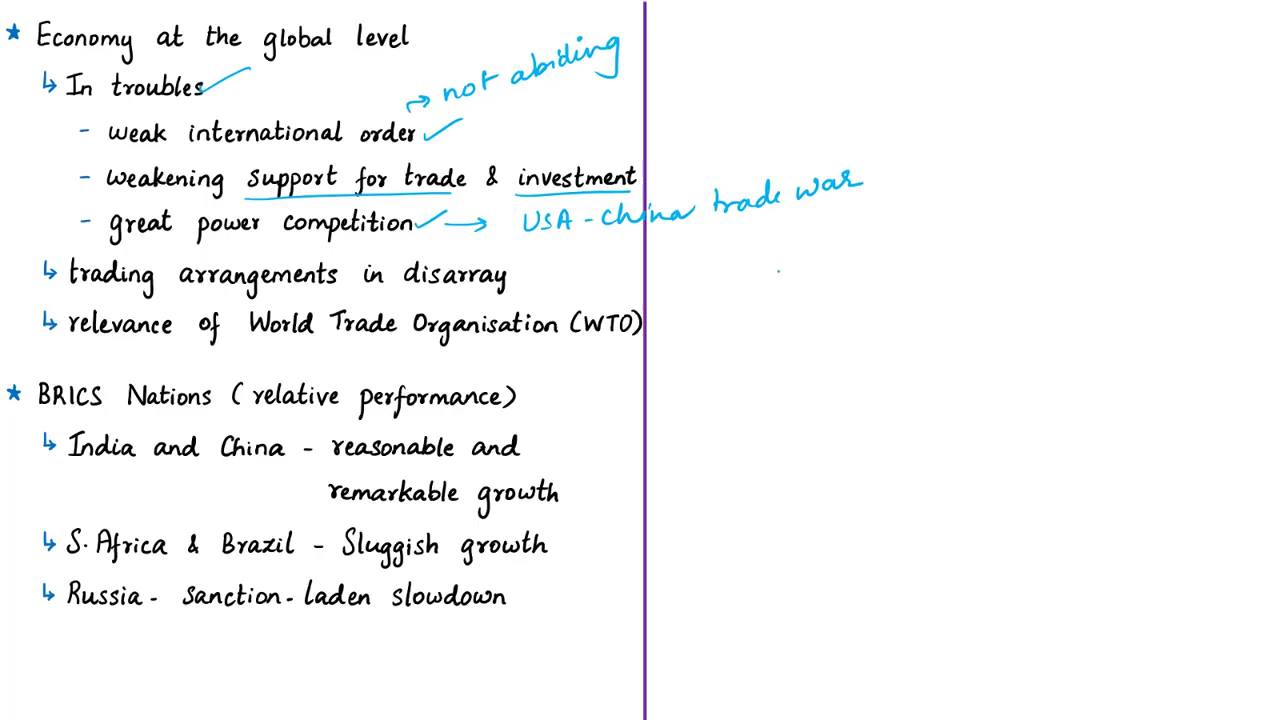 * Economy at the global level
↳ In troubles
→ not abiding
- weak international order
- weakening support for trade & investment
- great power competition → USA - China trade war
↳ trading arrangements in disarray
↳ relevance of World Trade Organisation (WTO)
* BRICS Nations (relative performance)
↳ India and China - reasonable and
remarkable growth
↳ S. Africa & Brazil - Sluggish growth
↳ Russia - sanction-laden slowdown